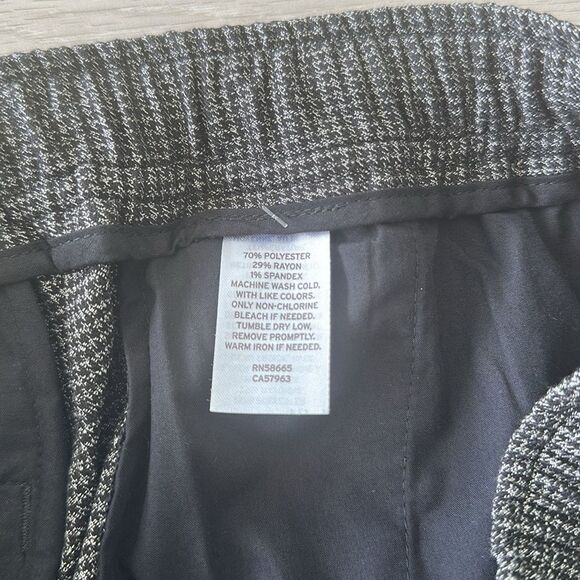 70% POLYESTER
29% RAYON
1% SPANDEX
MACHINE WASH COLD,
WITH LIKE COLORS.
ONLY NON-CHLORINE
BLEACH IF NEEDED.
TUMBLE DRY LOW,
REMOVE PROMPTLY.
WARM IRON IF NEEDED.
RN58665
CA57963